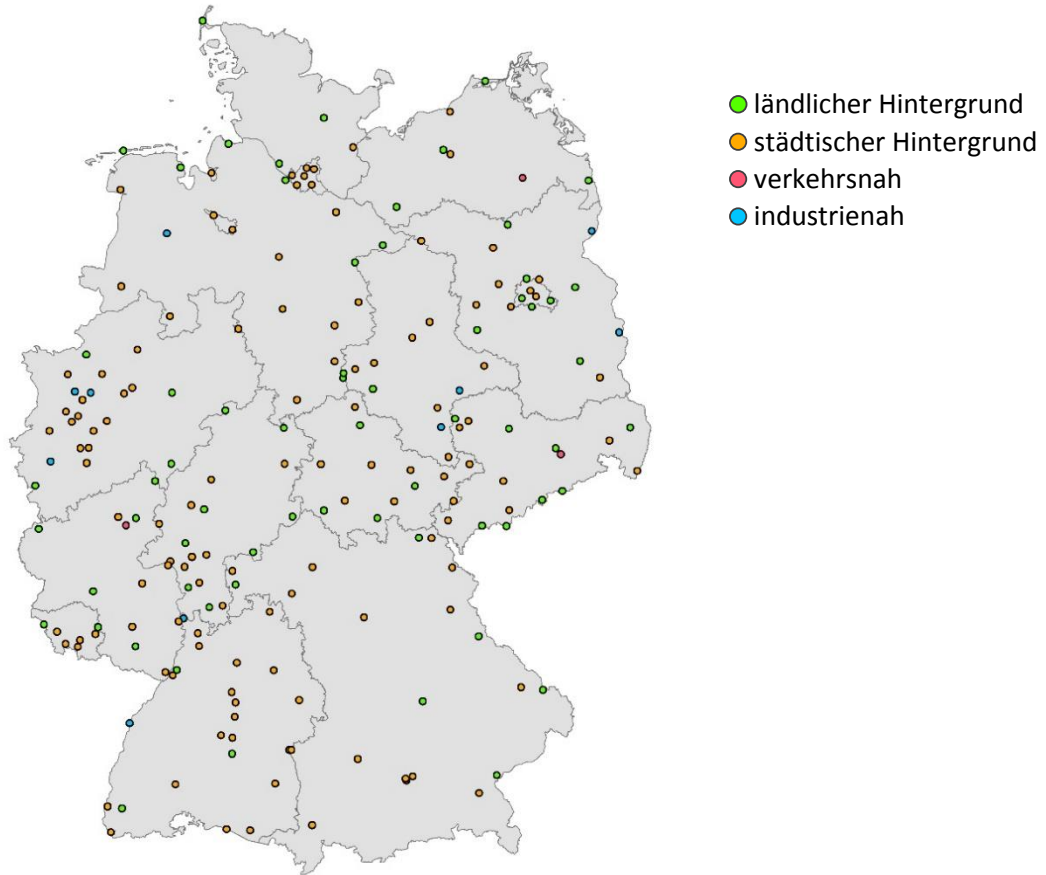 ländlicher Hintergrund
städtischer Hintergrund
verkehrsnah
industrienah